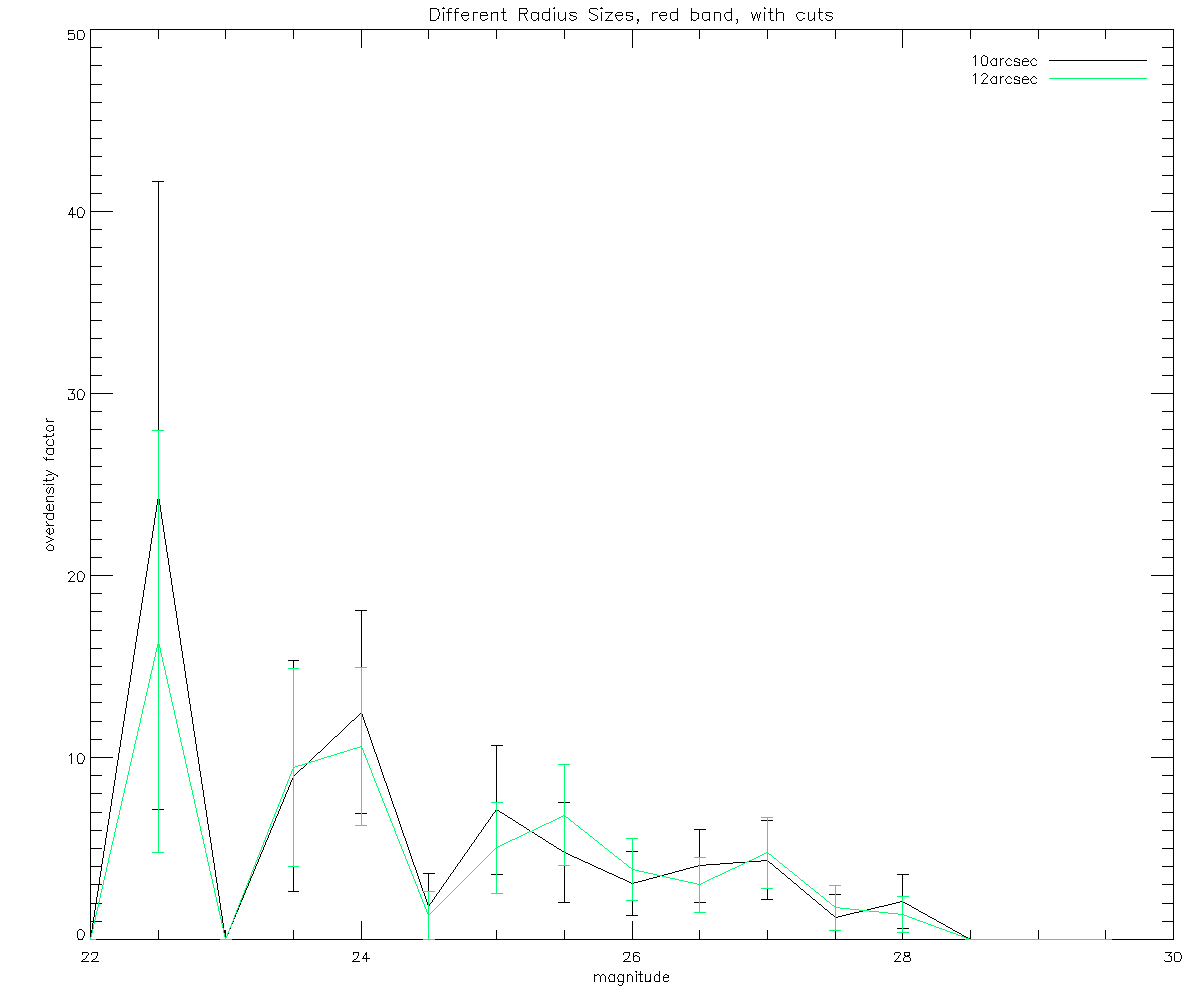 Different Radius Sizes, red band, with cuts
50
10arcsec
12arcsec
40
30
overdensity factor
20
10
0
22
24
26
28
30
magnitude